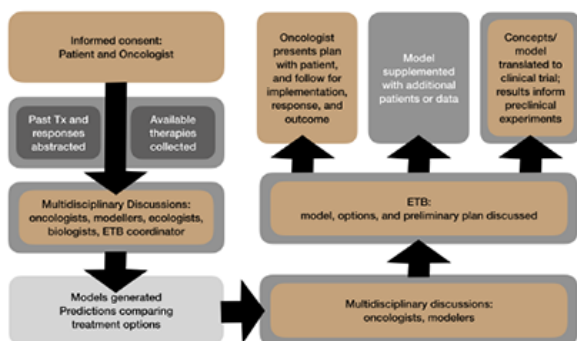 Informed consent:
Patient and Oncologist
Past Tx and
responses
abstracted
Available
therapies
collected
Multidisciplinary Discussions:
oncologists, modellers, ecologists,
biologists, ETB coordinator
Models generated
Predictions comparing
treatment options
Oncologist
presents plan
with patient,
and follow for
implementation,
response, and
outcome
Model
supplemented
with additional
patients or data
Concepts/
model
translated to
clinical trial;
results inform
preclinical
experiments
ETB:
model, options, and preliminary plan discussed
Multidisciplinary discussions:
oncologists, modelers